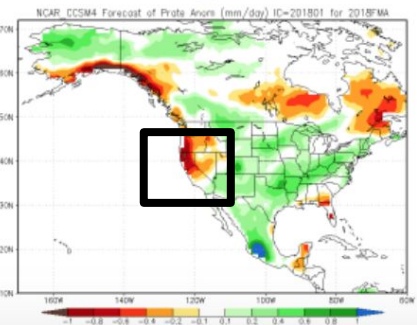 NCAR CCSM4 Forecast of Prate Anom (mm/day) IC=201801 for 2018FMA
70N
60N
50N
40N
30N
20N
10N
160W 140W 120W 100W 80W 60W
-1 -0.8 -0.6 -0.4 -0.2 -0.1 0.1 0.2 0.4 0.6 0.8 1